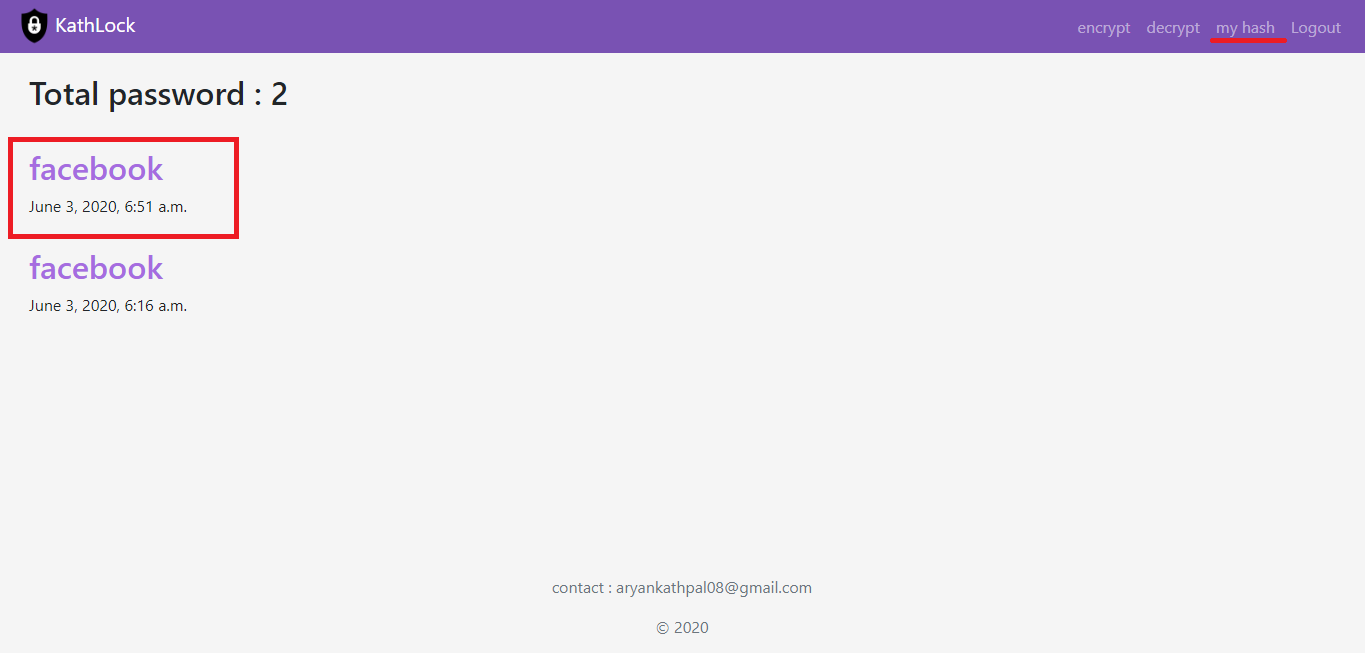 KathLock
encrypt decrypt my hash Logout
Total password : 2
facebook
June 3, 2020, 6:51 a.m.
facebook
June 3, 2020, 6:16 a.m.
contact : aryankathpal08@gmail.com
© 2020